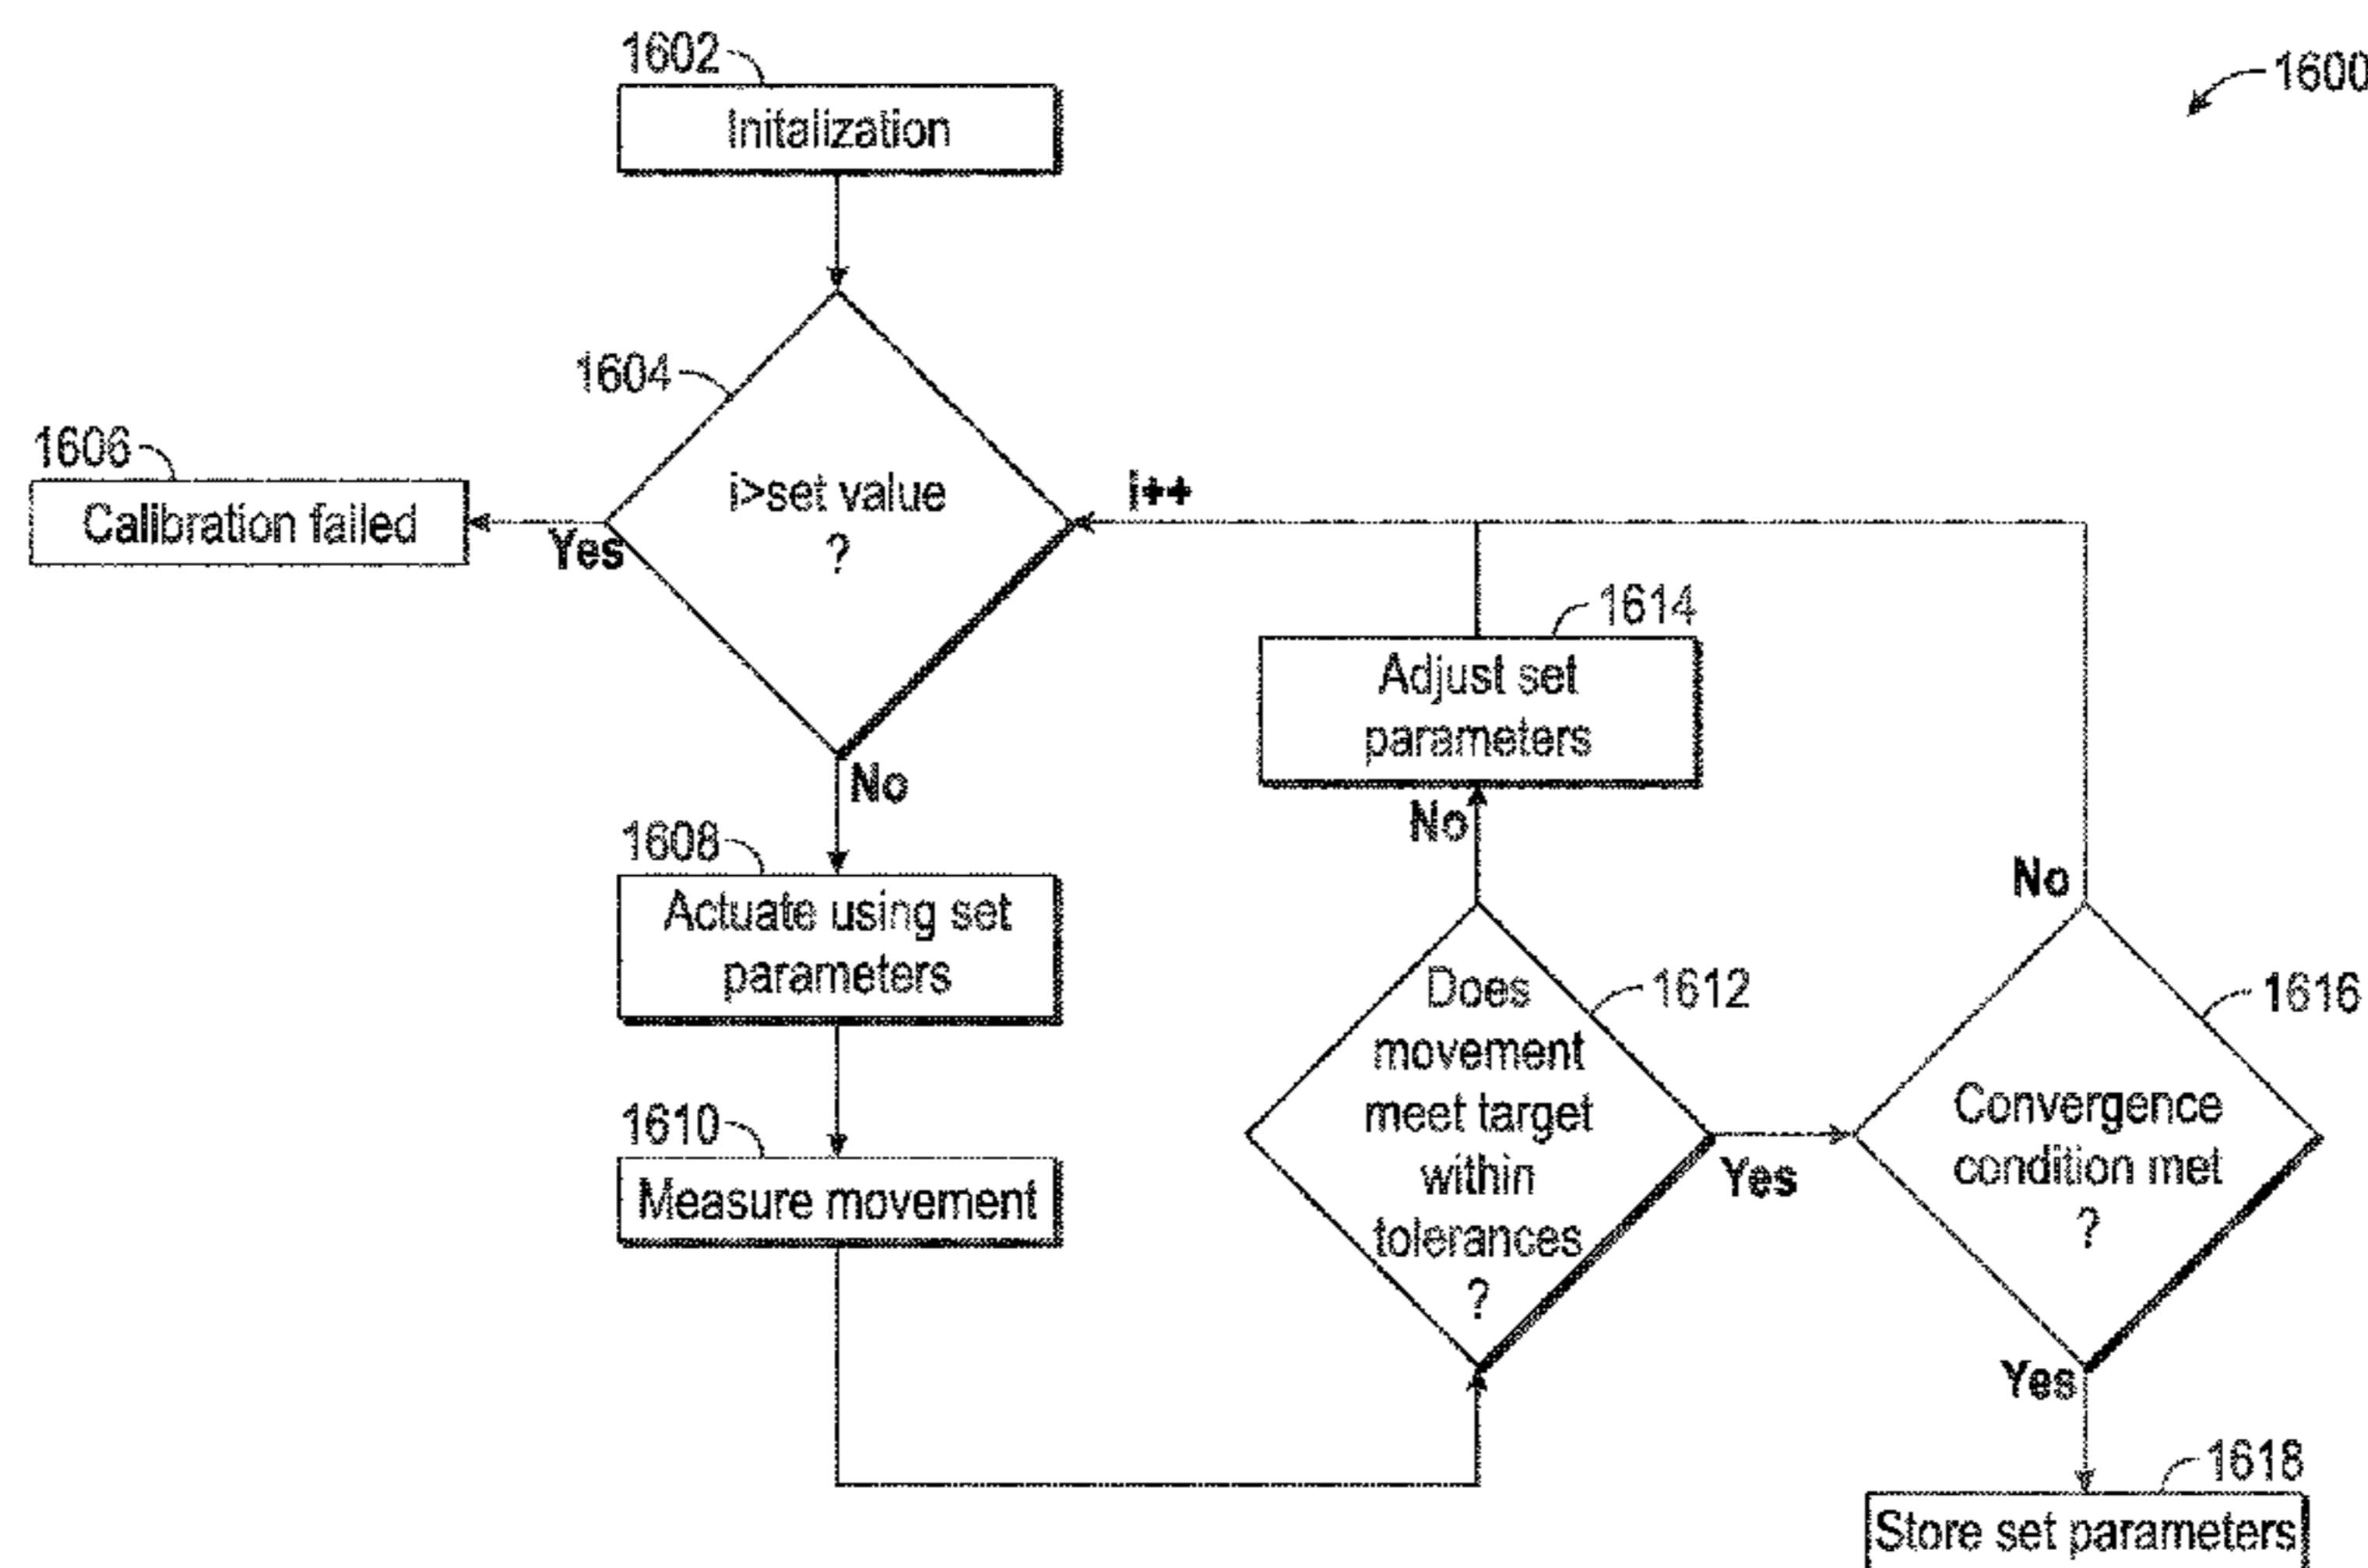 1602
1600
Initalization
1604
1606
i>set value
?
i++
Calibration failed
Yes
1614
Adjust set
parameters
No
No
1608
No
Actuate using set
parameters
Does
movement
meet target
within
tolerances
?
1612
1616
Convergence
condition met
?
1610
Yes
Measure movement
Yes
1618
Store set parameters